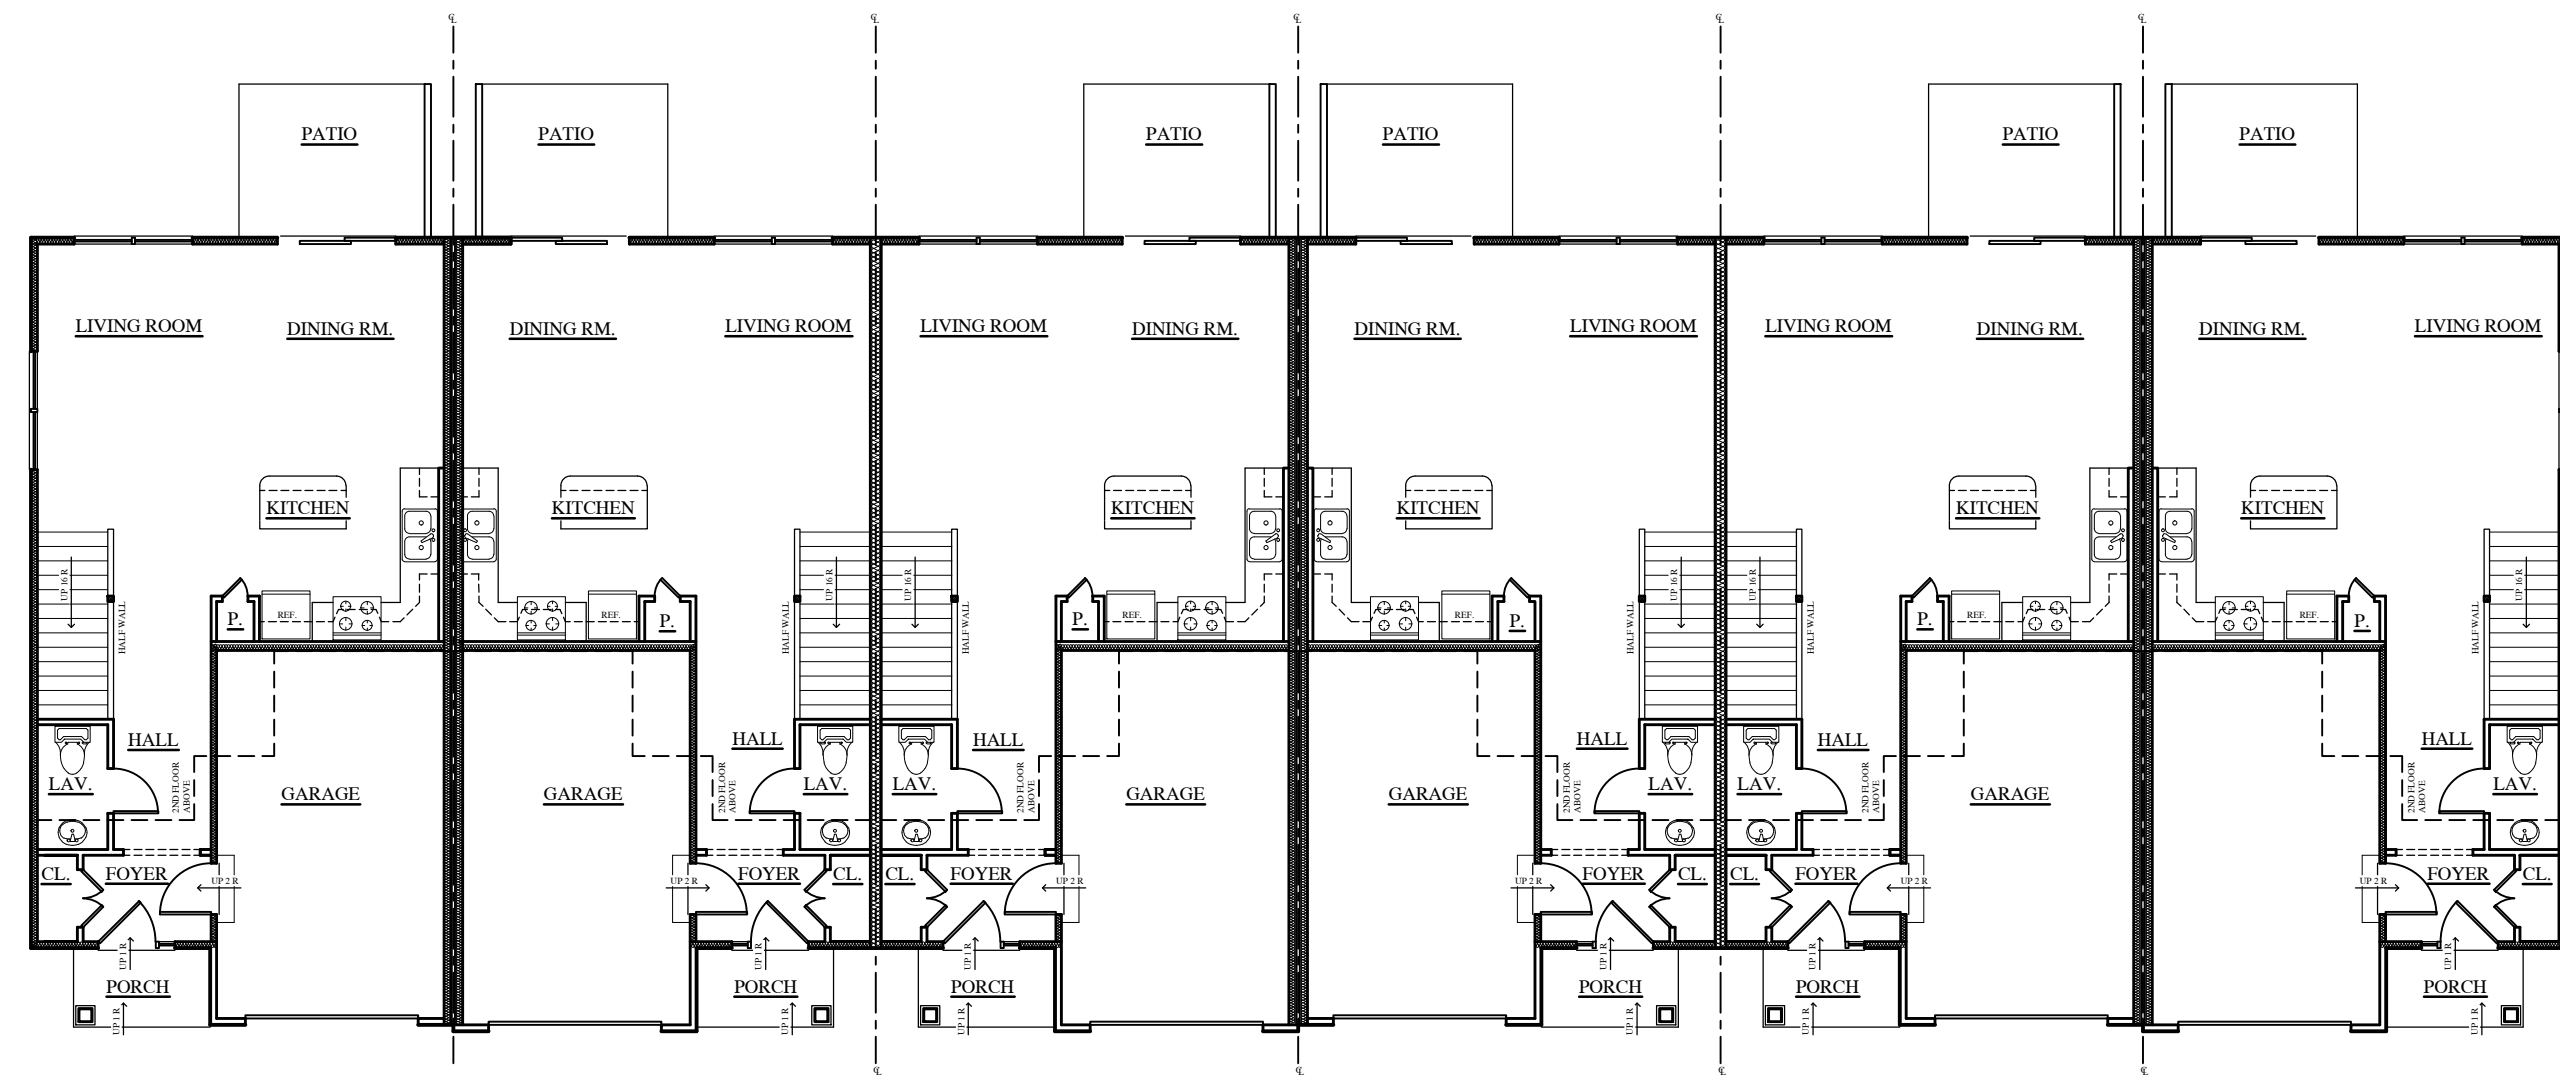 ℄ ℄ ℄ ℄ ℄
PATIO PATIO PATIO PATIO PATIO PATIO
LIVING ROOM DINING RM. DINING RM. LIVING ROOM LIVING ROOM DINING RM. DINING RM. LIVING ROOM LIVING ROOM DINING RM. DINING RM. LIVING ROOM
KITCHEN KITCHEN KITCHEN KITCHEN KITCHEN KITCHEN
UP 16 R UP 16 R UP 16 R UP 16 R UP 16 R UP 16 R
HALF WALL HALF WALL HALF WALL HALF WALL HALF WALL HALF WALL
P. REF. REF. P. P. REF. REF. P. P. REF. REF. P.
HALL HALL HALL HALL HALL HALL
2ND FLOOR
ABOVE
2ND FLOOR
ABOVE
2ND FLOOR
ABOVE
2ND FLOOR
ABOVE
2ND FLOOR
ABOVE
2ND FLOOR
ABOVE
LAV. LAV. LAV. LAV. LAV. LAV.
GARAGE GARAGE GARAGE GARAGE GARAGE
CL. FOYER FOYER CL. CL. FOYER FOYER CL. CL. FOYER FOYER CL.
UP 2 R UP 2 R UP 2 R UP 2 R UP 2 R UP 2 R
UP 1 R UP 1 R UP 1 R UP 1 R UP 1 R UP 1 R
PORCH PORCH PORCH PORCH PORCH PORCH
UP 1 R UP 1 R UP 1 R UP 1 R UP 1 R UP 1 R
℄ ℄ ℄ ℄